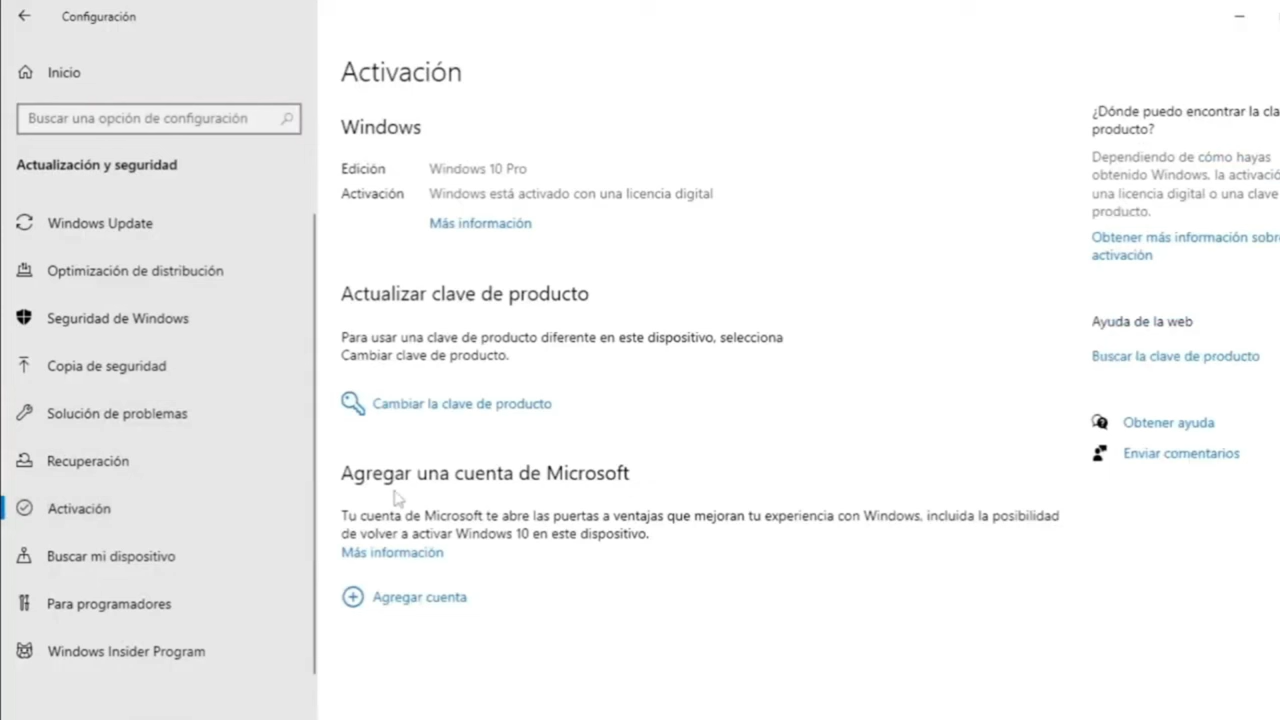 Configuración
Inicio
Buscar una opción de configuración
Actualización y seguridad
Windows Update
Optimización de distribución
Seguridad de Windows
Copia de seguridad
Solución de problemas
Recuperación
Activación
Buscar mi dispositivo
Para programadores
Windows Insider Program
Activación
Windows
Edición Windows 10 Pro
Activación Windows está activado con una licencia digital
Más información
Actualizar clave de producto
Para usar una clave de producto diferente en este dispositivo, selecciona
Cambiar clave de producto.
Cambiar la clave de producto
Agregar una cuenta de Microsoft
Tu cuenta de Microsoft te abre las puertas a ventajas que mejoran tu experiencia con Windows, incluida la posibilidad
de volver a activar Windows 10 en este dispositivo.
Más información
Agregar cuenta
¿Dónde puedo encontrar la cla
producto?
Dependiendo de cómo hayas
obtenido Windows, la activació
una licencia digital o una clave
producto.
Obtener más información sobre
activación
Ayuda de la web
Buscar la clave de producto
Obtener ayuda
Enviar comentarios